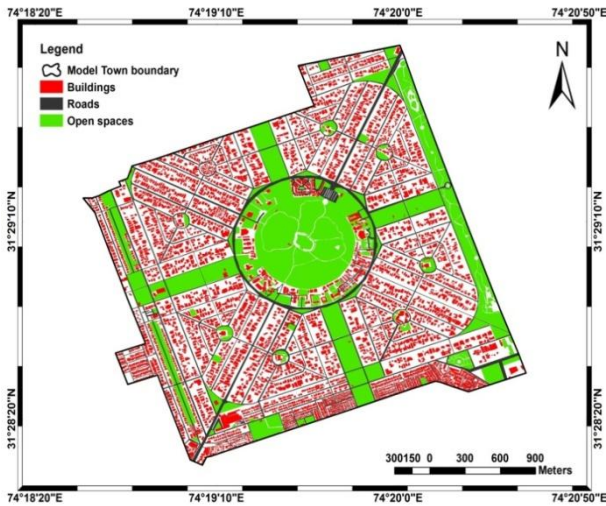 74°18'20"E 74°19'10"E 74°20'0"E 74°20'50"E
Legend
Model Town boundary
Buildings
Roads
Open spaces
N
31°29'10"N
31°29'10"N
31°28'20"N
31°28'20"N
300150 0 300 600 900
Meters
74°18'20"E 74°19'10"E 74°20'0"E 74°20'50"E